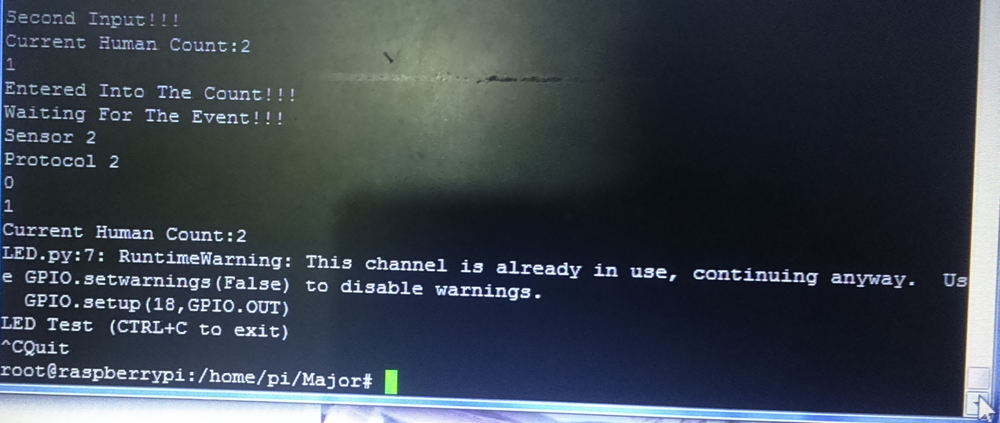 Second Input!!!
Current Human Count:2
1
Entered Into The Count!!!
Waiting For The Event!!!
Sensor 2
Protocol 2
0
1
Current Human Count:2
LED.py:7: RuntimeWarning: This channel is already in use, continuing anyway.  Us
e GPIO.setwarnings(False) to disable warnings.
  GPIO.setup(18,GPIO.OUT)
LED Test (CTRL+C to exit)
^CQuit
root@raspberrypi:/home/pi/Major#